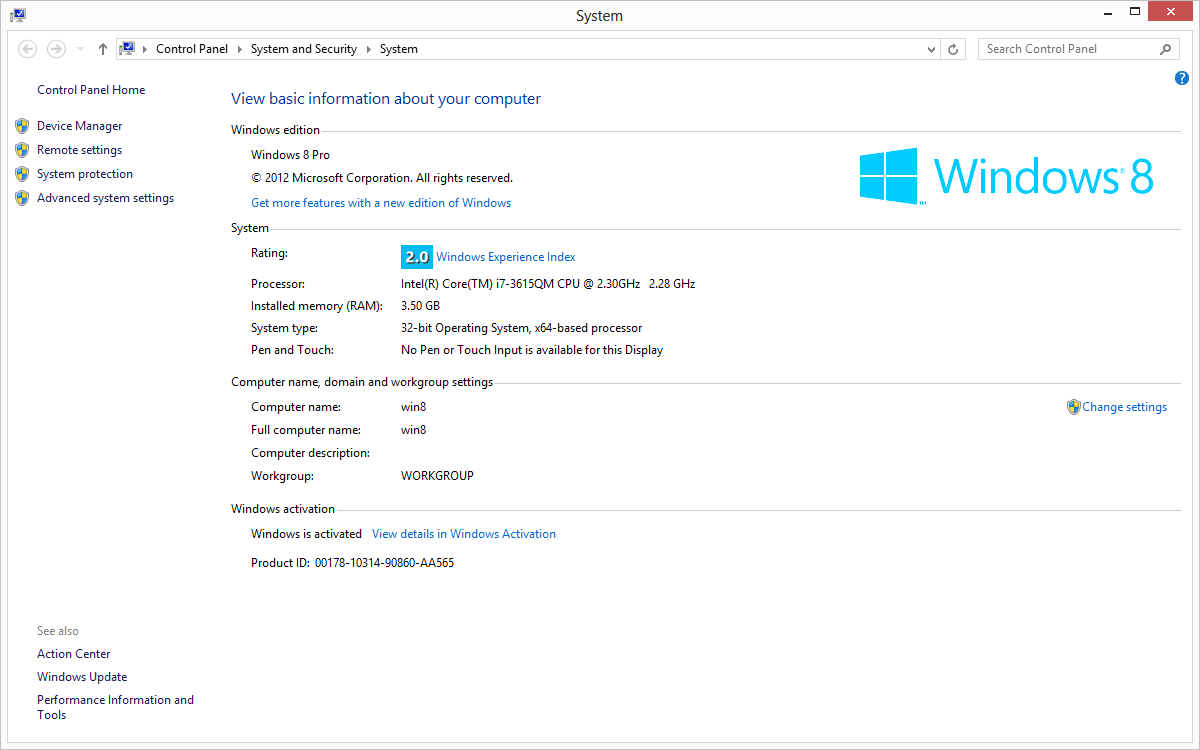 System
Control Panel System and Security System
Search Control Panel
Control Panel Home
Device Manager
Remote settings
System protection
Advanced system settings
View basic information about your computer
Windows edition
Windows 8 Pro
© 2012 Microsoft Corporation. All rights reserved.
Get more features with a new edition of Windows
Windows® 8
™
System
Rating: 2.0 Windows Experience Index
Processor: Intel(R) Core(TM) i7-3615QM CPU @ 2.30GHz 2.28 GHz
Installed memory (RAM): 3.50 GB
System type: 32-bit Operating System, x64-based processor
Pen and Touch: No Pen or Touch Input is available for this Display
Computer name, domain and workgroup settings
Computer name: win8 Change settings
Full computer name: win8
Computer description:
Workgroup: WORKGROUP
Windows activation
Windows is activated View details in Windows Activation
Product ID: 00178-10314-90860-AA565
See also
Action Center
Windows Update
Performance Information and
Tools